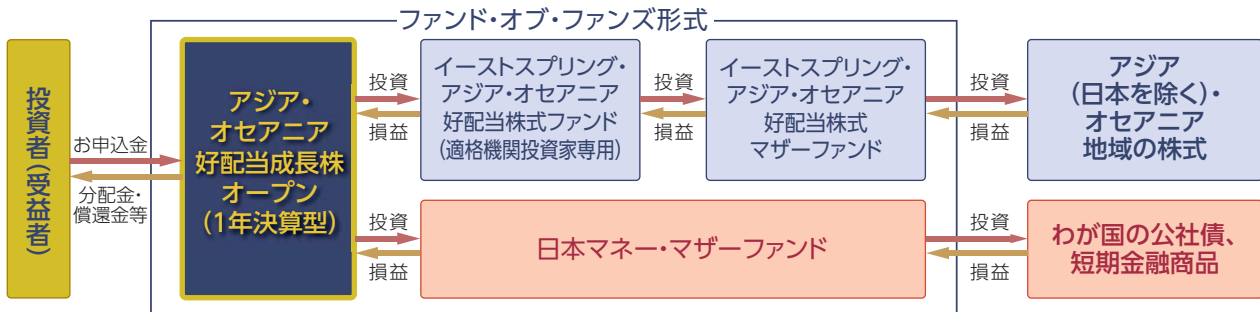 ファンド・オブ・ファンズ形式
投資者(受益者)
お申込金
分配金・
償還金等
アジア・
オセアニア
好配当成長株
オープン
(1年決算型)
投資
損益
イーストスプリング・
アジア・オセアニア
好配当株式ファンド
(適格機関投資家専用)
投資
損益
イーストスプリング・
アジア・オセアニア
好配当株式
マザーファンド
投資
損益
アジア
(日本を除く)・
オセアニア
地域の株式
投資
損益
日本マネー・マザーファンド
投資
損益
わが国の公社債、
短期金融商品